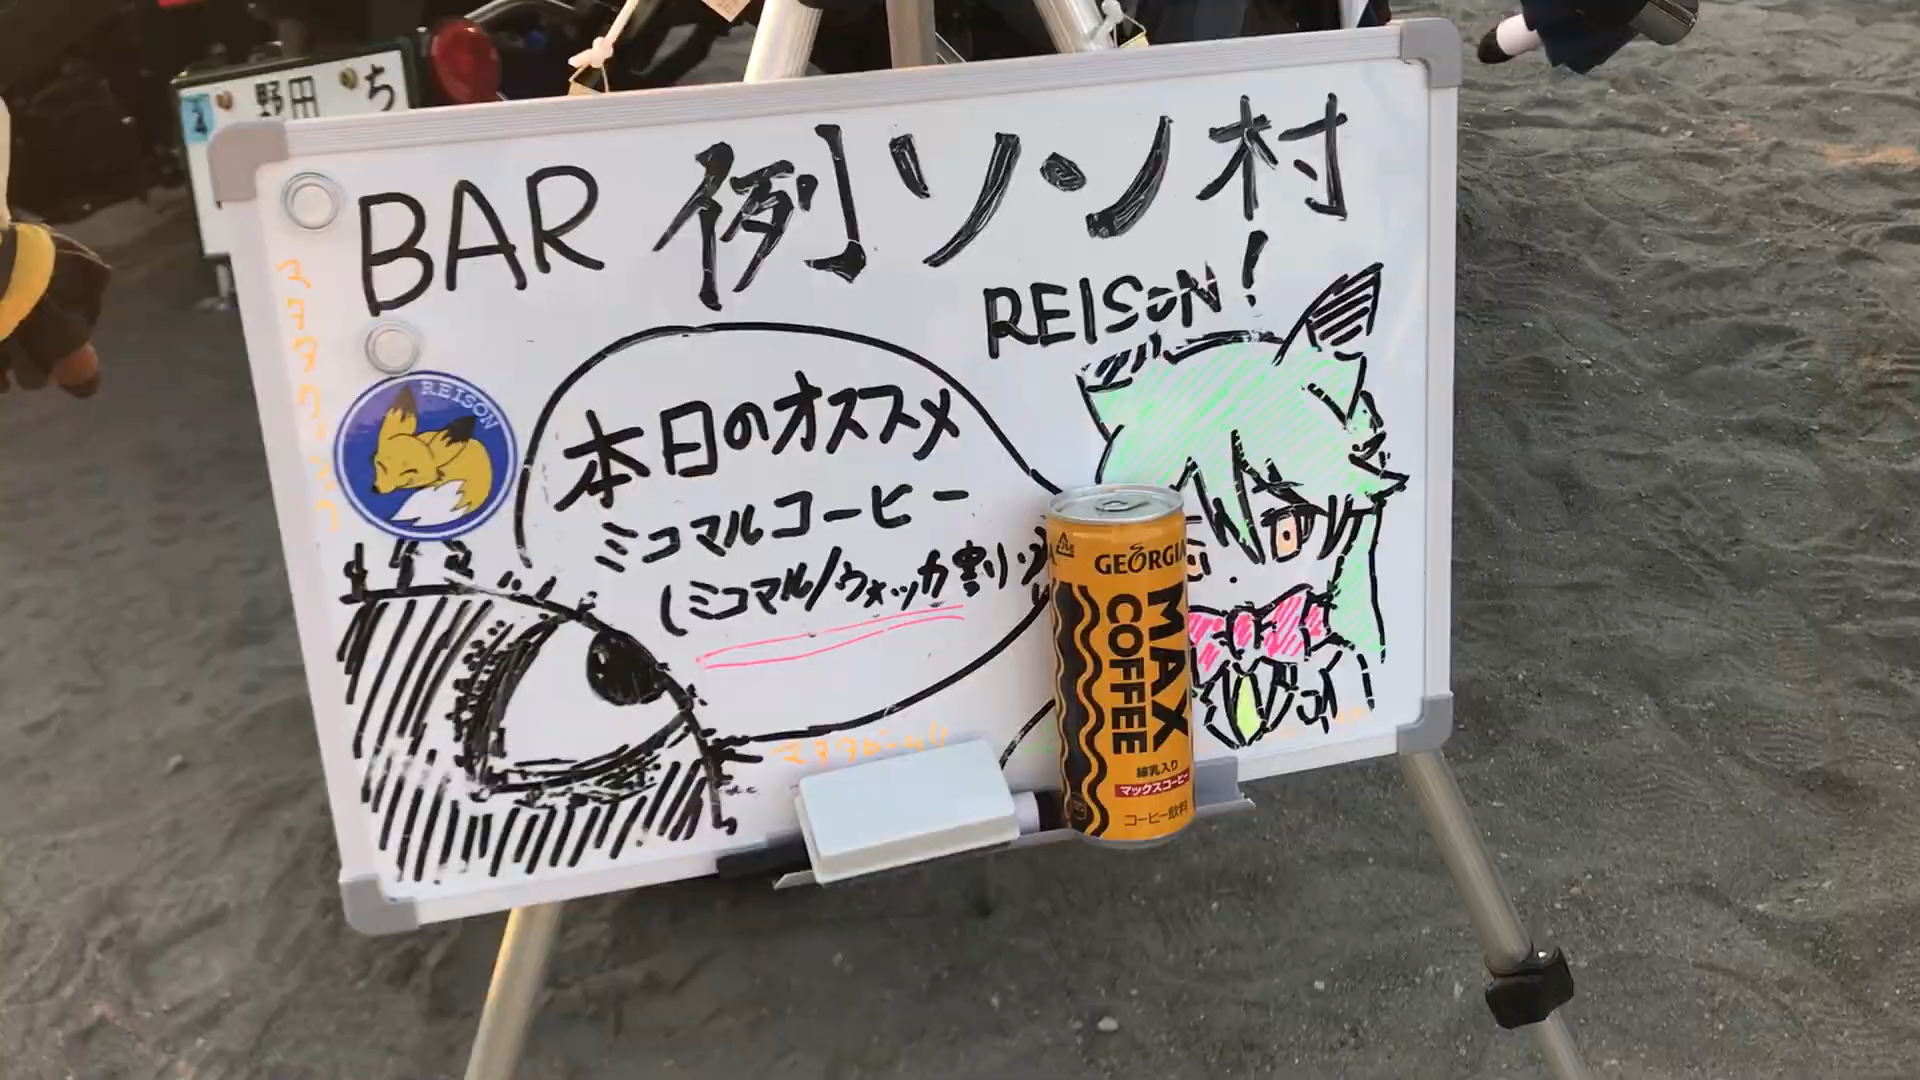 野田 ち
BAR 例ソン村
REISON!
REISON
本日のオススメ
ミコマルコーヒー
(ミコマル/ウォッカ割り)
GEORGIA
MAX
COFFEE
練乳入り
マックスコーヒー
コーヒー飲料